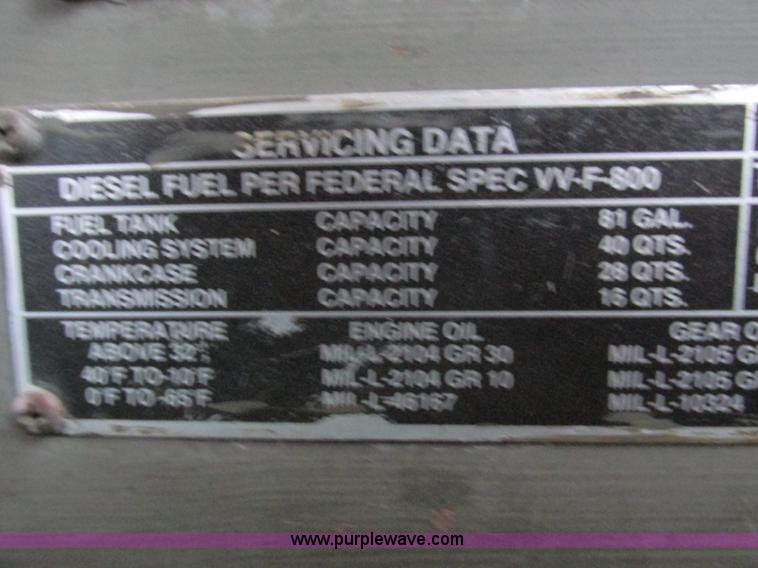 SERVICING DATA
DIESEL FUEL PER FEDERAL SPEC VV-F-800
FUEL TANK CAPACITY 81 GAL.
COOLING SYSTEM CAPACITY 40 QTS.
CRANKCASE CAPACITY 28 QTS.
TRANSMISSION CAPACITY 16 QTS.
TEMPERATURE ENGINE OIL GEAR O
ABOVE 32°F MIL-L-2104 GR 30 MIL-L-2105 G
40°F TO-10°F MIL-L-2104 GR 10 MIL-L-2105 G
0°F TO-65°F MIL-L-46167 MIL-L-10324
www.purplewave.com